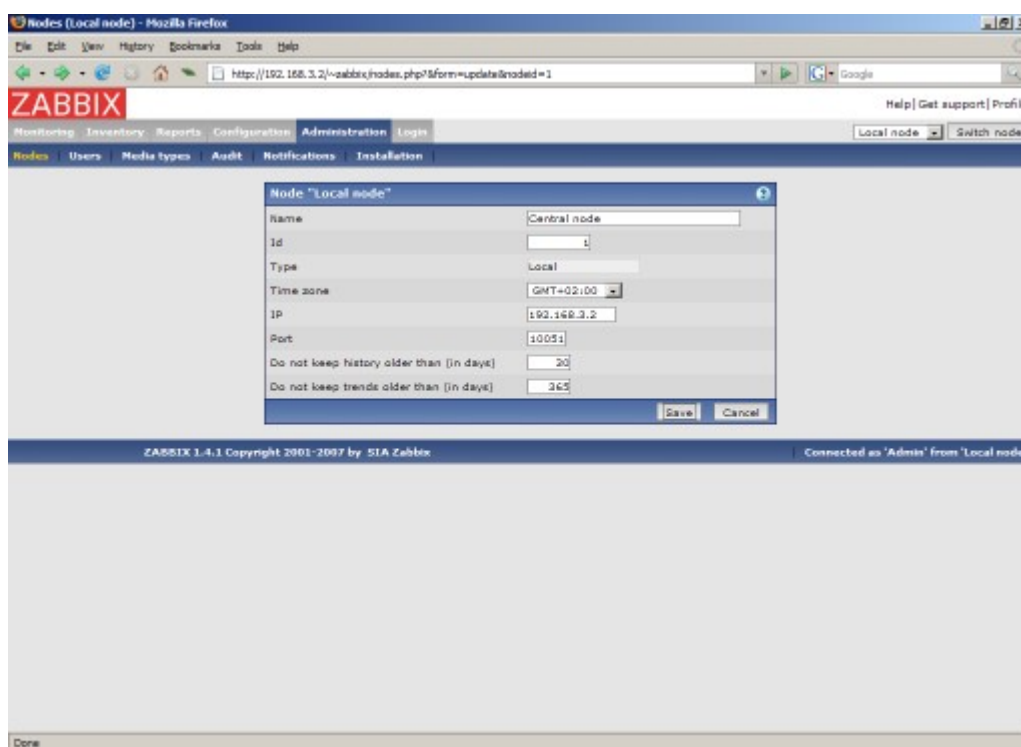 Nodes (Local node) - Mozilla Firefox
File Edit View History Bookmarks Tools Help
http://192.168.3.2/~zabbix/nodes.php?&form=update&nodeid=1 Google
ZABBIX
Help | Get support | Profil
Monitoring Inventory Reports Configuration Administration Login Local node Switch node
Nodes Users Media types Audit Notifications Installation
Node "Local node"
Name Central node
Id 1
Type Local
Time zone GMT+02:00
IP 192.168.3.2
Port 10051
Do not keep history older than (in days)
Do not keep trends older than (in days) 365
Save Cancel
ZABBIX 1.4.1 Copyright 2001-2007 by SIA Zabbix Connected as 'Admin' from 'Local node
Done